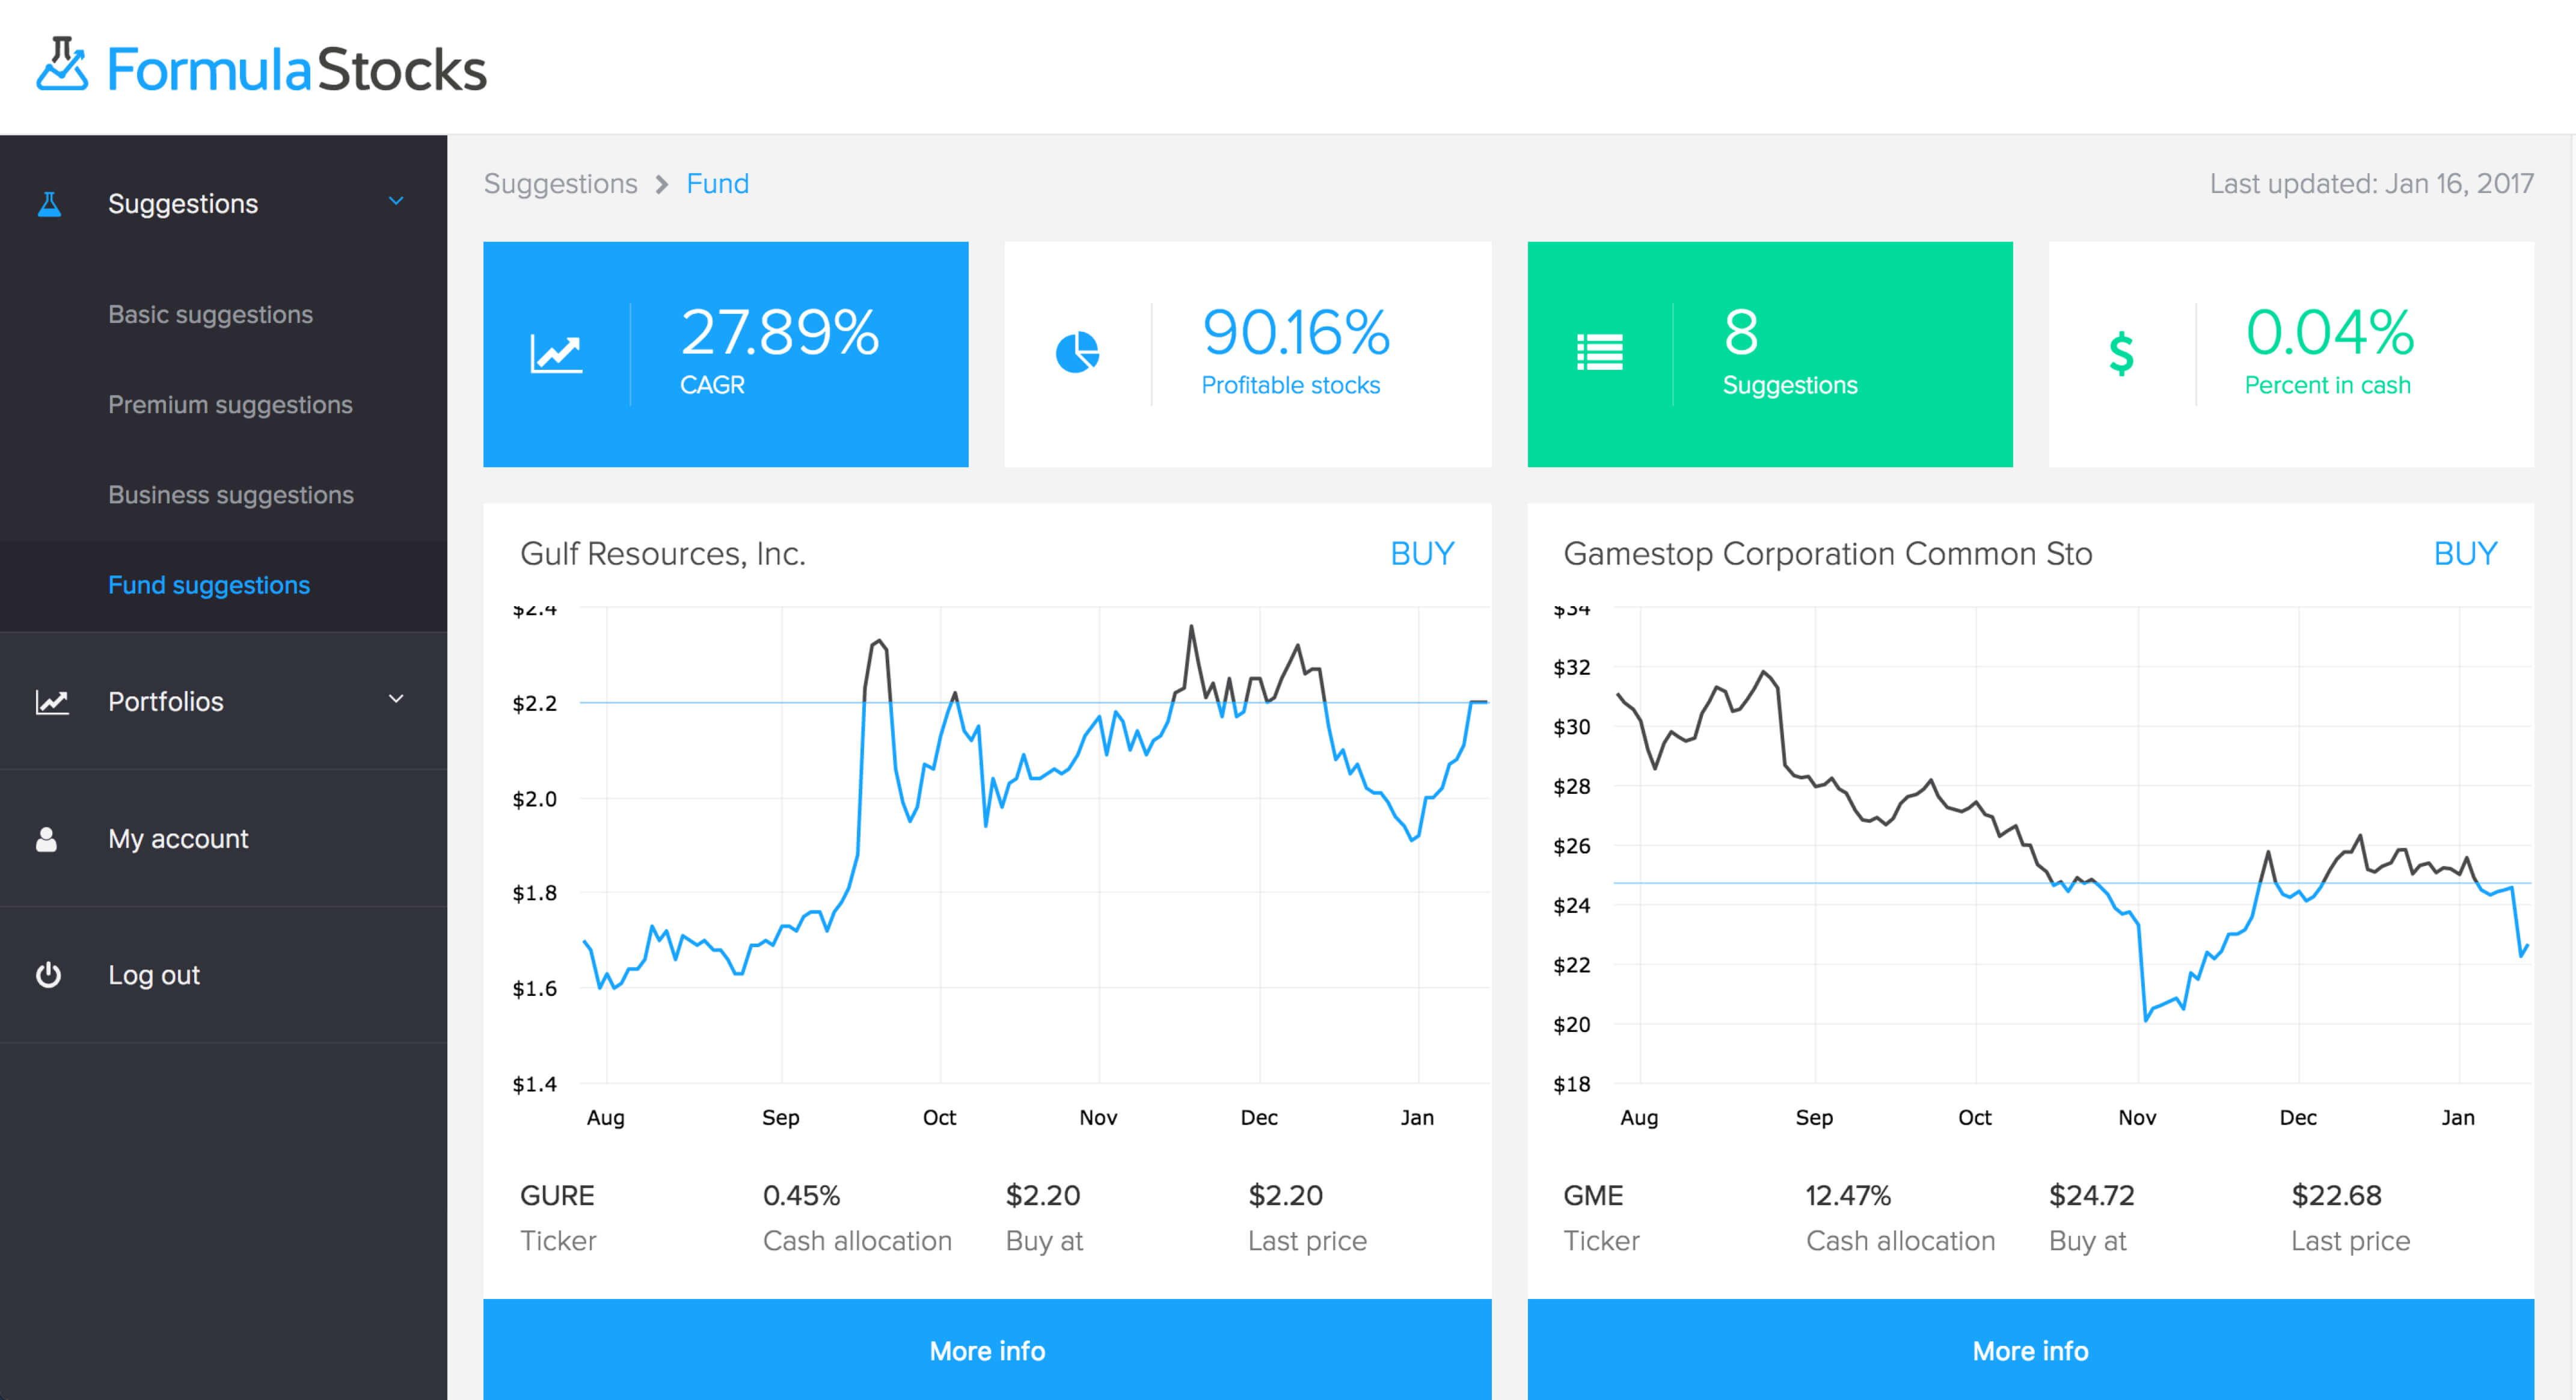 FormulaStocks
Suggestions
Basic suggestions
Premium suggestions
Business suggestions
Fund suggestions
Portfolios
My account
Log out
Suggestions > Fund
Last updated: Jan 16, 2017
27.89%
CAGR
90.16%
Profitable stocks
8
Suggestions
$
0.04%
Percent in cash
Gulf Resources, Inc.
BUY
$2.4
$2.2
$2.0
$1.8
$1.6
$1.4
Aug Sep Oct Nov Dec Jan
GURE 0.45% $2.20 $2.20
Ticker Cash allocation Buy at Last price
More info
Gamestop Corporation Common Sto
BUY
$34
$32
$30
$28
$26
$24
$22
$20
$18
Aug Sep Oct Nov Dec Jan
GME 12.47% $24.72 $22.68
Ticker Cash allocation Buy at Last price
More info